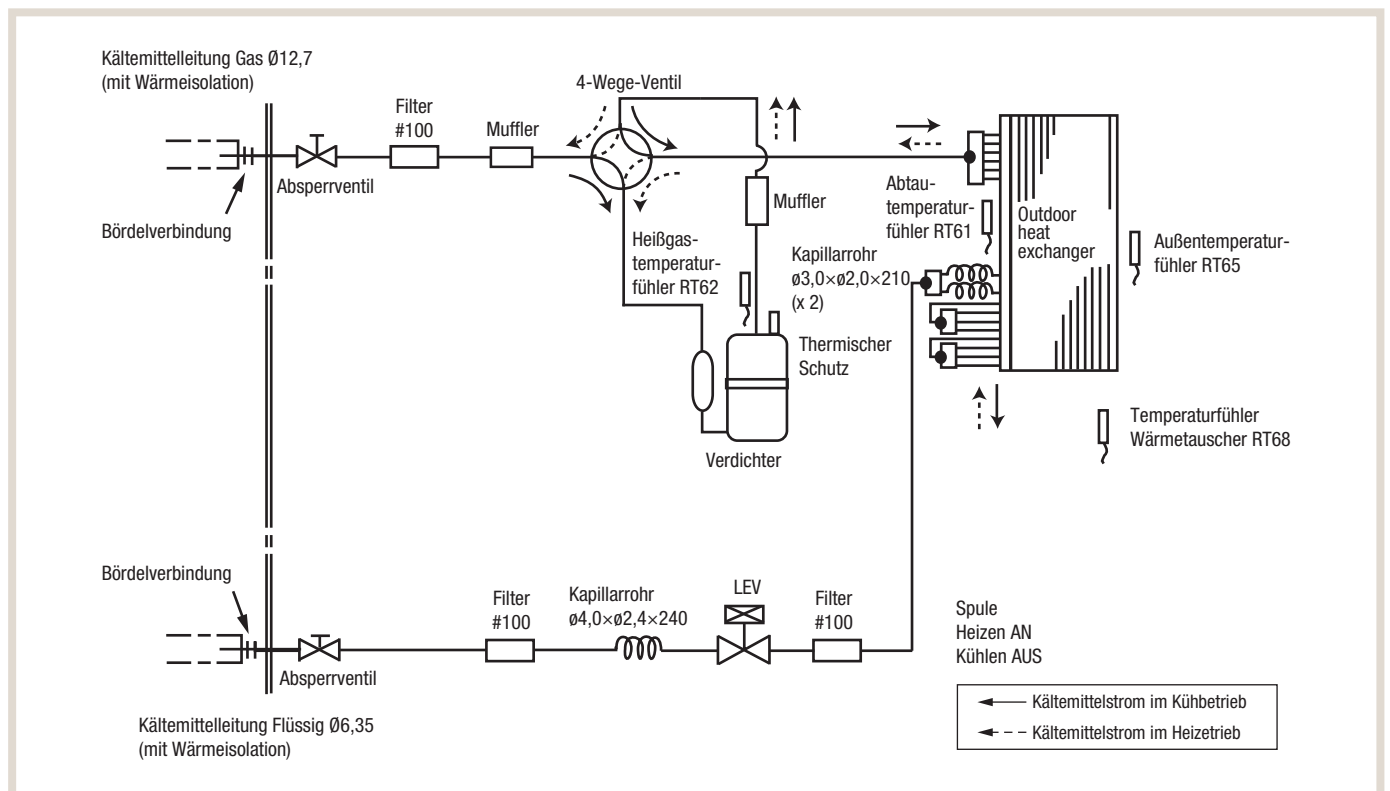 Kältemittelleitung Gas Ø12,7
(mit Wärmeisolation)
4-Wege-Ventil
Filter
#100
Muffler
Absperrventil
Bördelverbindung
Muffler
Heißgas-
temperatur-
fühler RT62
Abtau-
temperatur-
fühler RT61
Outdoor
heat
exchanger
Außentemperatur-
fühler RT65
Kapillarrohr
ø3,0×ø2,0×210
(x 2)
Thermischer
Schutz
Verdichter
Temperaturfühler
Wärmetauscher RT68
Bördelverbindung
Filter
#100
Kapillarrohr
ø4,0×ø2,4×240
LEV
Filter
#100
Absperrventil
Kältemittelleitung Flüssig Ø6,35
(mit Wärmeisolation)
Spule
Heizen AN
Kühlen AUS
Kältemittelstrom im Kühbetrieb
Kältemittelstrom im Heizetrieb